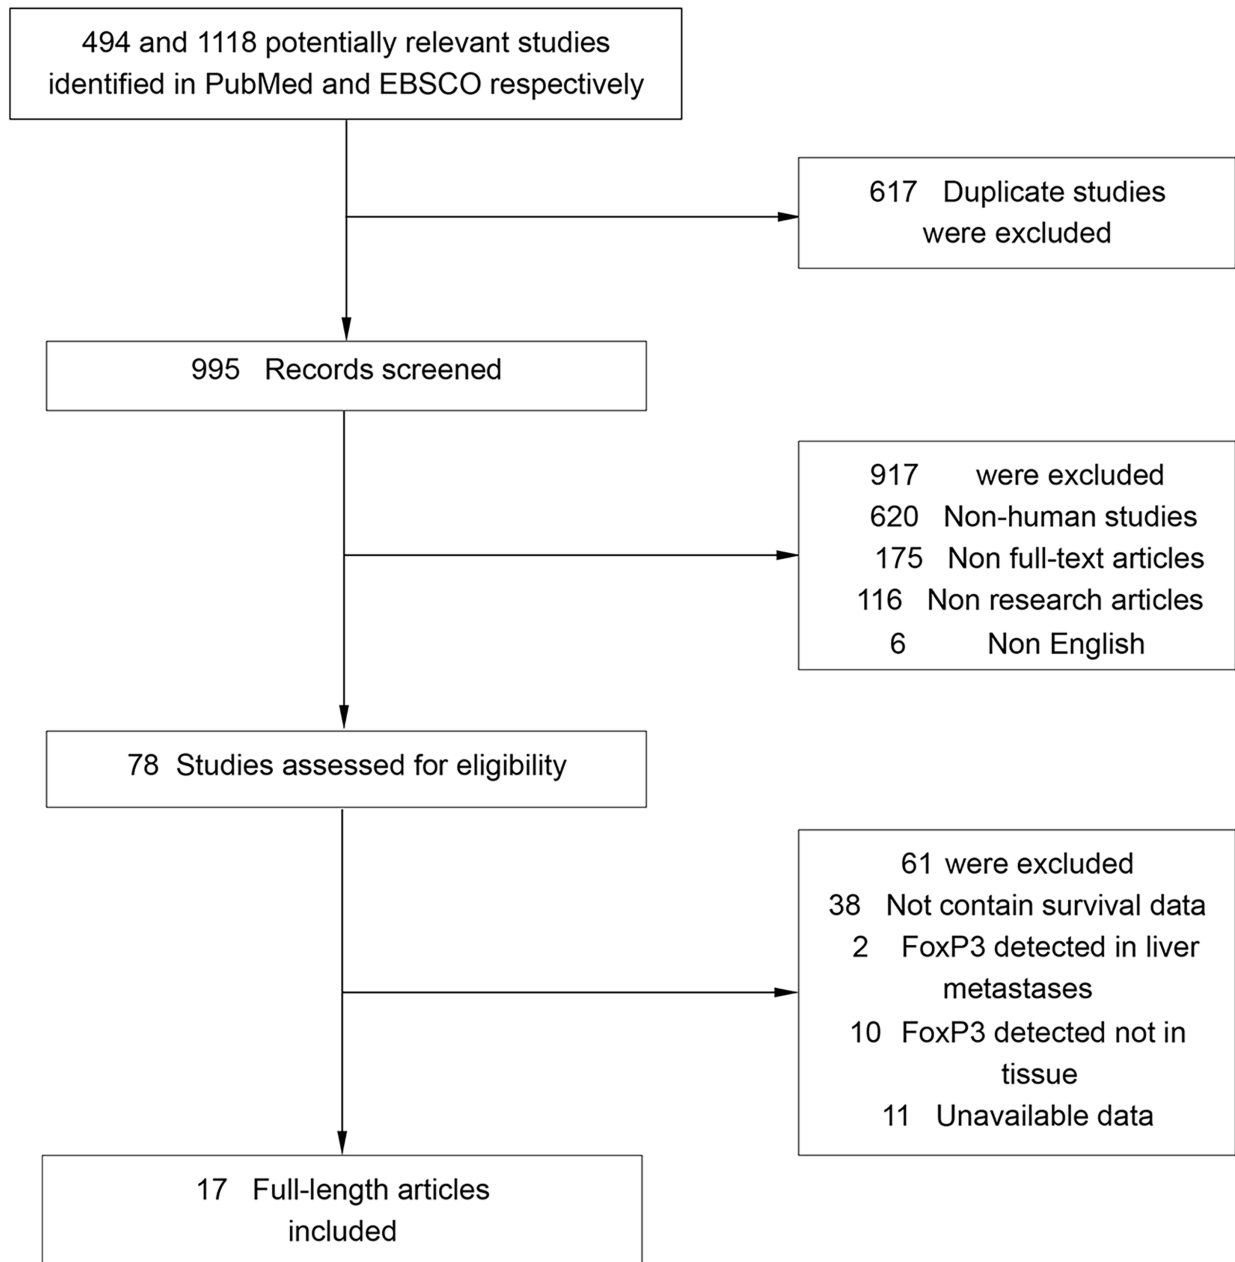 494 and 1118 potentially relevant studies
identified in PubMed and EBSCO respectively
617 Duplicate studies
were excluded
995 Records screened
917 were excluded
620 Non-human studies
175 Non full-text articles
116 Non research articles
6 Non English
78 Studies assessed for eligibility
61 were excluded
38 Not contain survival data
2 FoxP3 detected in liver
metastases
10 FoxP3 detected not in
tissue
11 Unavailable data
17 Full-length articles
included